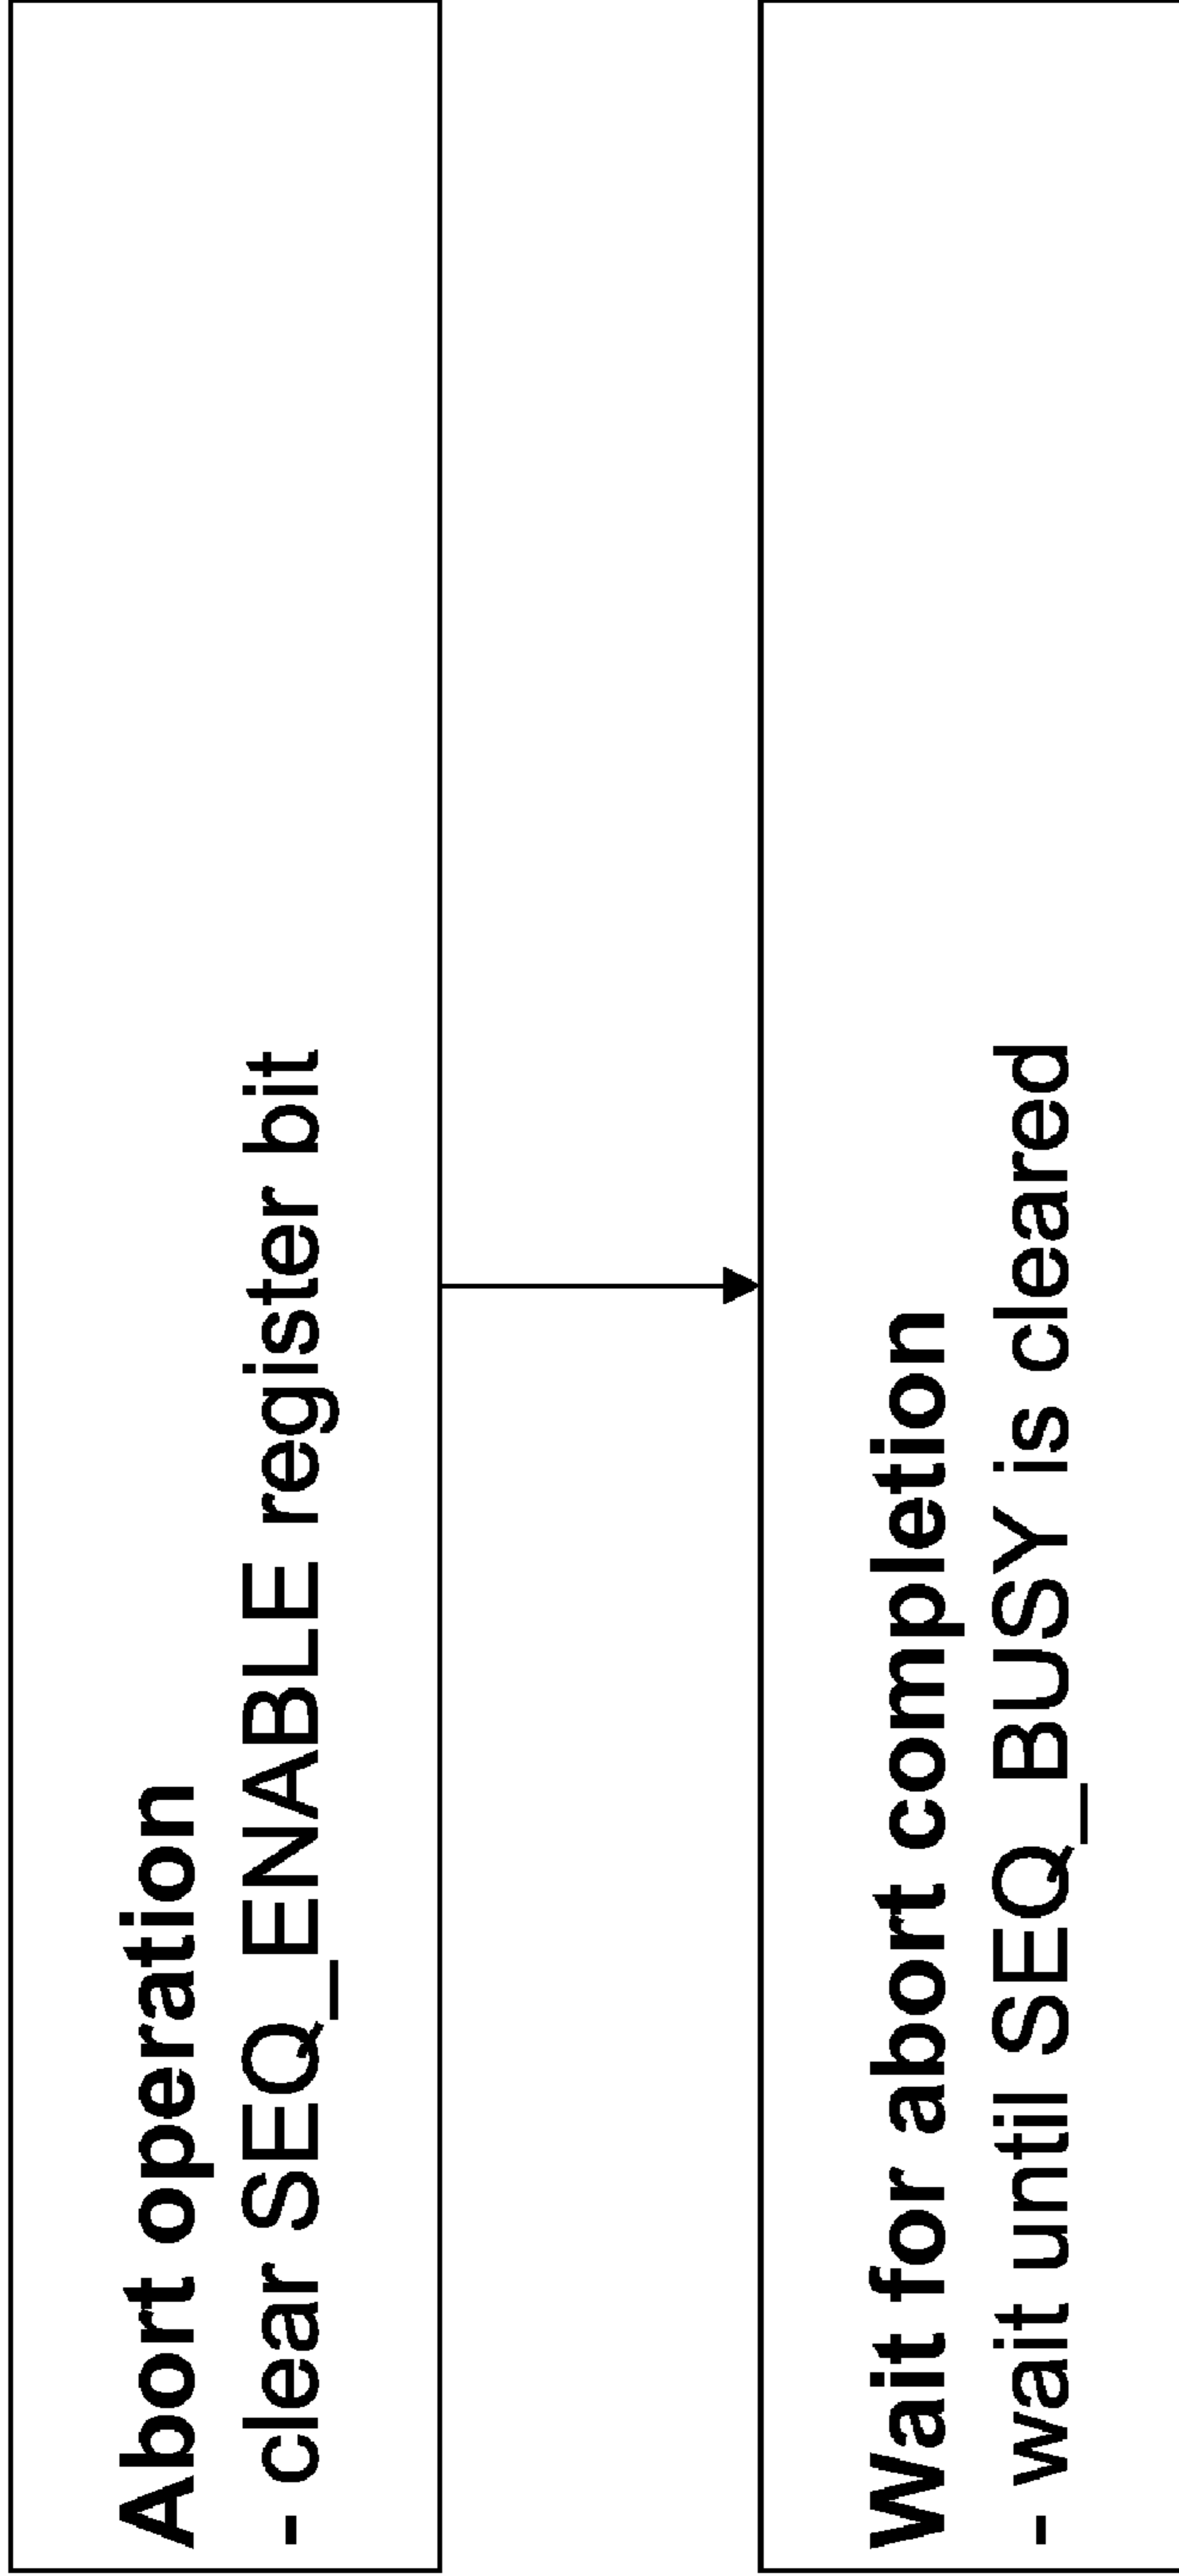 Abort operation
- clear SEQ_ENABLE register bit
Wait for abort completion
- wait until SEQ_BUSY is cleared